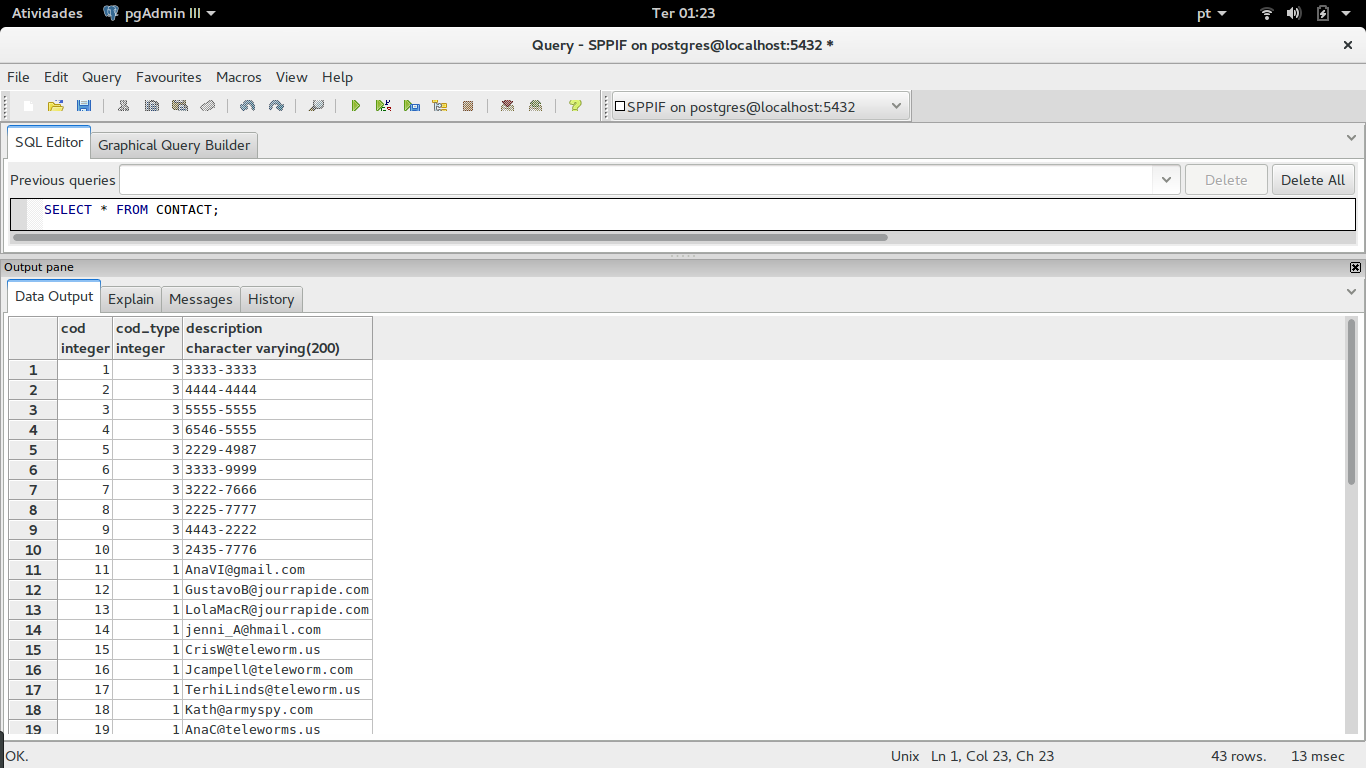 Atividades pgAdmin III Ter 01:23 pt
Query - SPPIF on postgres@localhost:5432 *
File Edit Query Favourites Macros View Help
SPPIF on postgres@localhost:5432
SQL Editor Graphical Query Builder
Previous queries Delete Delete All
SELECT * FROM CONTACT;
Output pane
Data Output Explain Messages History
cod cod_type description
integer integer character varying(200)
1 1 3 3333-3333
2 2 3 4444-4444
3 3 3 5555-5555
4 4 3 6546-5555
5 5 3 2229-4987
6 6 3 3333-9999
7 7 3 3222-7666
8 8 3 2225-7777
9 9 3 4443-2222
10 10 3 2435-7776
11 11 1 AnaVI@gmail.com
12 12 1 GustavoB@jourrapide.com
13 13 1 LolaMacR@jourrapide.com
14 14 1 jenni_A@hmail.com
15 15 1 CrisW@teleworm.us
16 16 1 Jcampell@teleworm.com
17 17 1 TerhiLinds@teleworm.us
18 18 1 Kath@armyspy.com
19 19 1 AnaC@teleworms.us
OK. Unix Ln 1, Col 23, Ch 23 43 rows. 13 msec